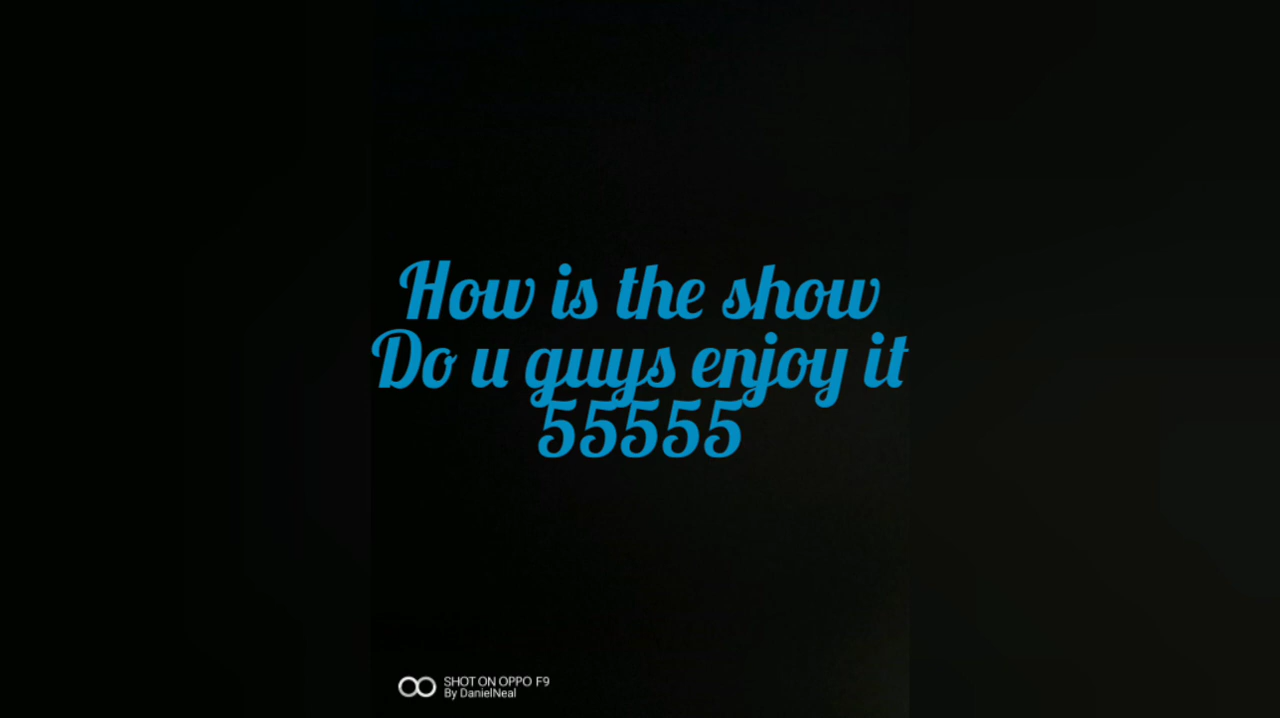 How is the show
Do u guys enjoy it
55555
SHOT ON OPPO F9
By DanielNeal